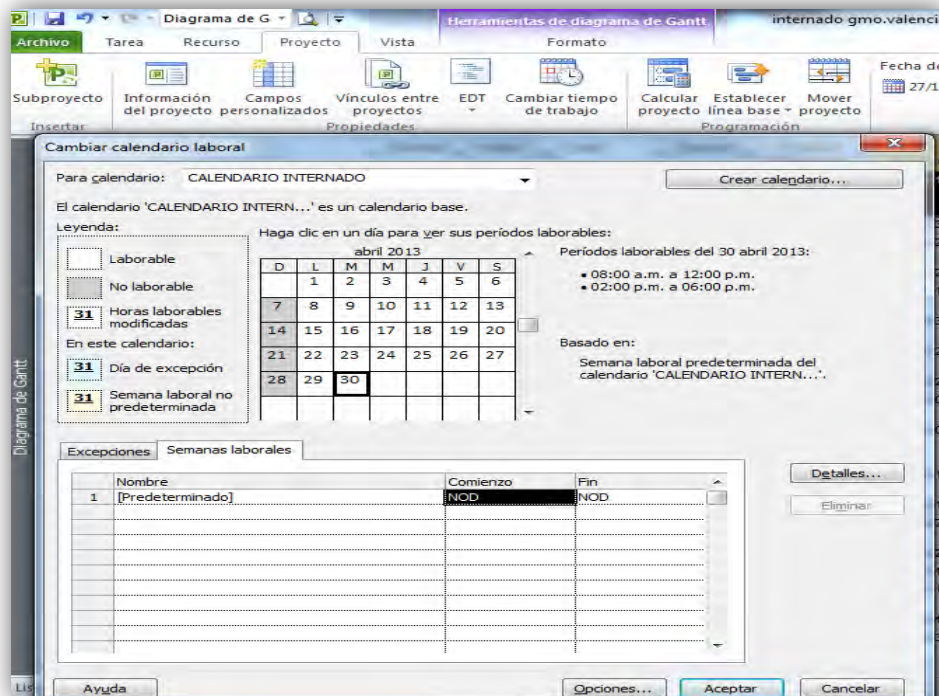 Diagrama de G
Herramientas de diagrama de Gantt
internado gmo.valenci
Archivo Tarea Recurso Proyecto Vista Formato
Subproyecto
Información del proyecto
Campos personalizados
Vínculos entre proyectos
EDT
Cambiar tiempo de trabajo
Calcular proyecto
Establecer línea base
Mover proyecto
Fecha de
27/1
Insertar Propiedades Programación
Cambiar calendario laboral
Para calendario: CALENDARIO INTERNADO
Crear calendario...
El calendario 'CALENDARIO INTERN...' es un calendario base.
Leyenda:
Laborable
No laborable
31 Horas laborables modificadas
En este calendario:
31 Día de excepción
31 Semana laboral no predeterminada
Haga clic en un día para ver sus períodos laborables:
abril 2013
D L M M J V S
1 2 3 4 5 6
7 8 9 10 11 12 13
14 15 16 17 18 19 20
21 22 23 24 25 26 27
28 29 30
Períodos laborables del 30 abril 2013:
• 08:00 a.m. a 12:00 p.m.
• 02:00 p.m. a 06:00 p.m.
Basado en:
Semana laboral predeterminada del
calendario 'CALENDARIO INTERN...'.
Diagrama de Gantt
Excepciones Semanas laborales
Nombre Comienzo Fin
1 [Predeterminado] NOD NOD
Detalles...
Eliminar
Lis
Ayuda Opciones... Aceptar Cancelar